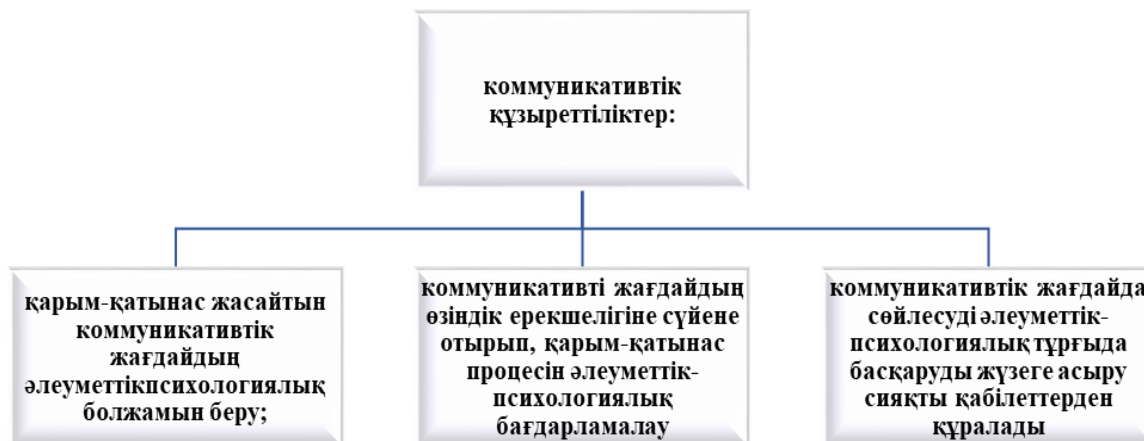 коммуникативтік
құзыреттіліктер:
қарым-қатынас жасайтын
коммуникативтік
жағдайдың
әлеуметтікпсихологиялық
болжамын беру;
коммуникативті жағдайдың
өзіндік ерекшелігіне сүйене
отырып, қарым-қатынас
процесін әлеуметтік-
психологиялық
бағдарламалау
коммуникативтік жағдайда
сөйлесуді әлеуметтік-
психологиялық тұрғыда
басқаруды жүзеге асыру
сияқты қабілеттерден
құралады